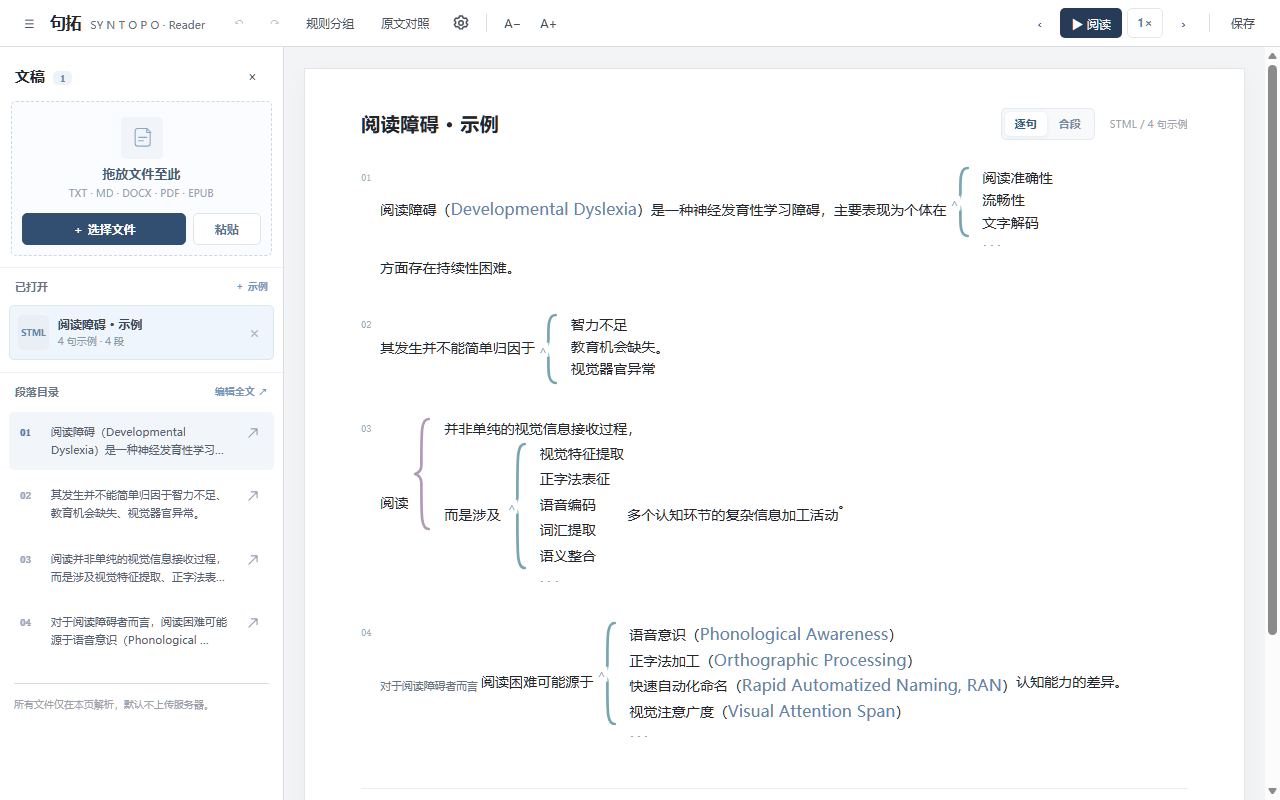 ☰ 句拓 SYNTOPO · Reader ↶ ↷ 规则分组 原文对照 A− A+ ‹ ▶ 阅读 1× › 保存
文稿 1 ×
拖放文件至此
TXT · MD · DOCX · PDF · EPUB
+ 选择文件 粘贴
已打开 + 示例
STML 阅读障碍 • 示例 ×
4 句示例 · 4 段
段落目录 编辑全文 ↗
01 阅读障碍（Developmental
Dyslexia）是一种神经发育性学习...
02 其发生并不能简单归因于智力不足、
教育机会缺失、视觉器官异常。
03 阅读并非单纯的视觉信息接收过程，
而是涉及视觉特征提取、正字法表...
04 对于阅读障碍者而言，阅读困难可能
源于语音意识（Phonological ...
所有文件仅在本页解析，默认不上传服务器。
阅读障碍 • 示例 逐句 合段 STML / 4 句示例
01
阅读障碍（Developmental Dyslexia）是一种神经发育性学习障碍，主要表现为个体在 ^
阅读准确性
流畅性
文字解码
...
方面存在持续性困难。
02
其发生并不能简单归因于 ^
智力不足
教育机会缺失。
视觉器官异常
03
阅读
并非单纯的视觉信息接收过程，
而是涉及 ^
视觉特征提取
正字法表征
语音编码
词汇提取
语义整合
...
多个认知环节的复杂信息加工活动。
04
对于阅读障碍者而言 阅读困难可能源于 ^
语音意识（Phonological Awareness）
正字法加工（Orthographic Processing）
快速自动化命名（Rapid Automatized Naming, RAN）
视觉注意广度（Visual Attention Span）
...
认知能力的差异。